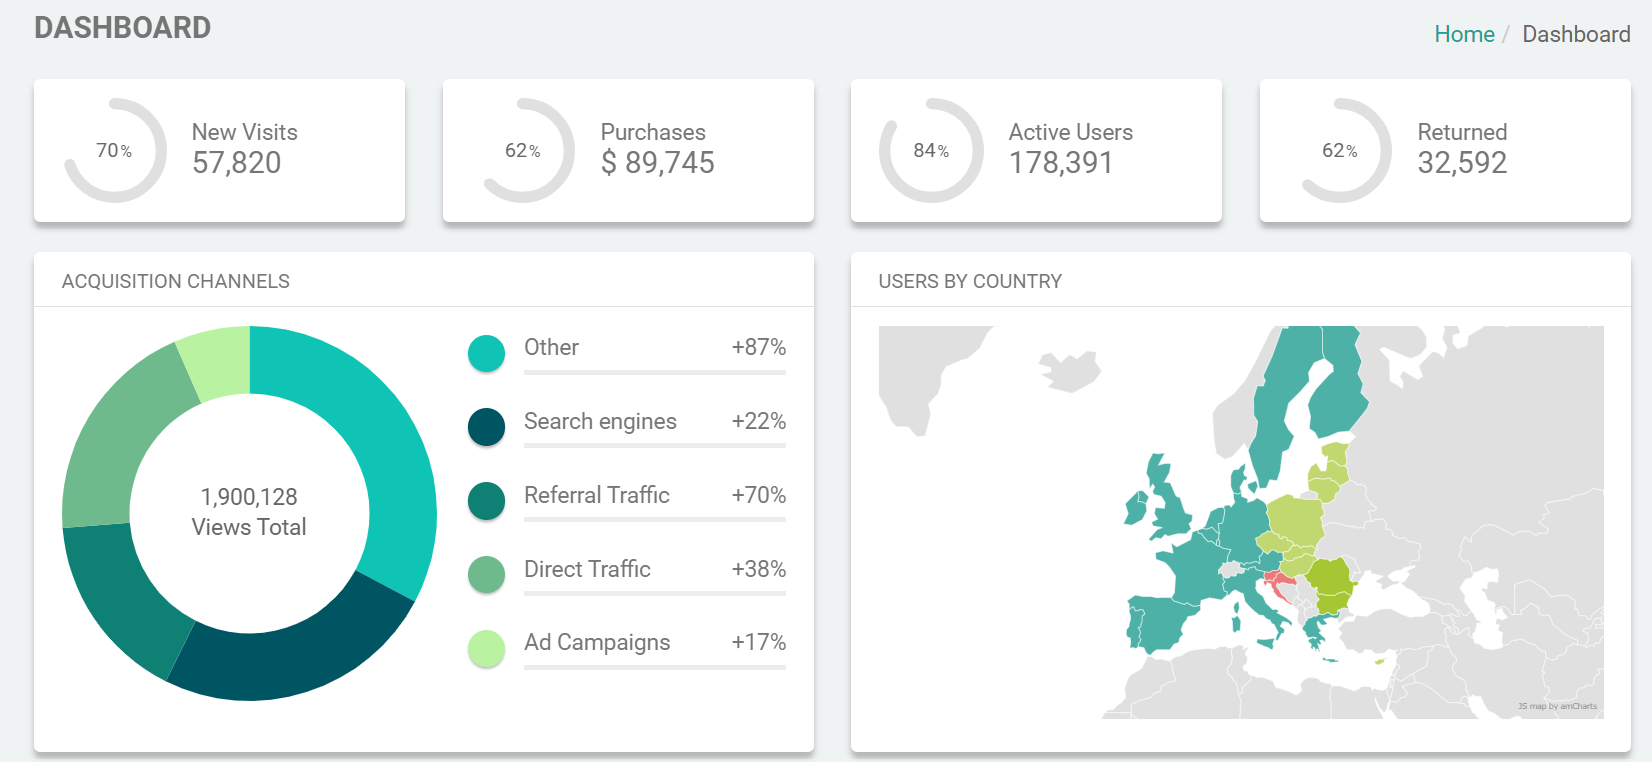 DASHBOARD
Home / Dashboard
70%
New Visits
57,820
62%
Purchases
$ 89,745
84%
Active Users
178,391
62%
Returned
32,592
ACQUISITION CHANNELS
1,900,128
Views Total
Other +87%
Search engines +22%
Referral Traffic +70%
Direct Traffic +38%
Ad Campaigns +17%
USERS BY COUNTRY
JS map by amCharts